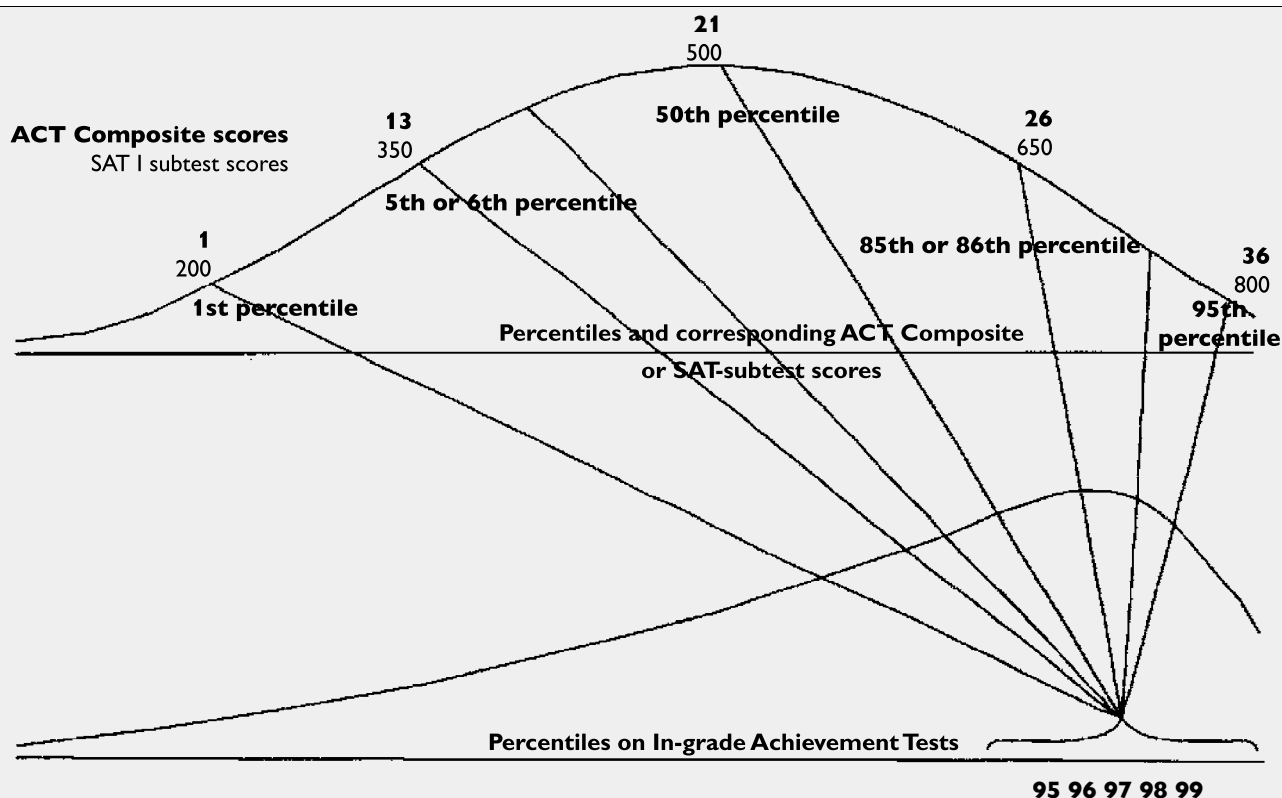 21
500
50th percentile
26
650
13
350
ACT Composite scores
SAT I subtest scores
5th or 6th percentile
1
200
85th or 86th percentile
36
800
1st percentile
95th
percentile
Percentiles and corresponding ACT Composite
or SAT-subtest scores
Percentiles on In-grade Achievement Tests
95 96 97 98 99